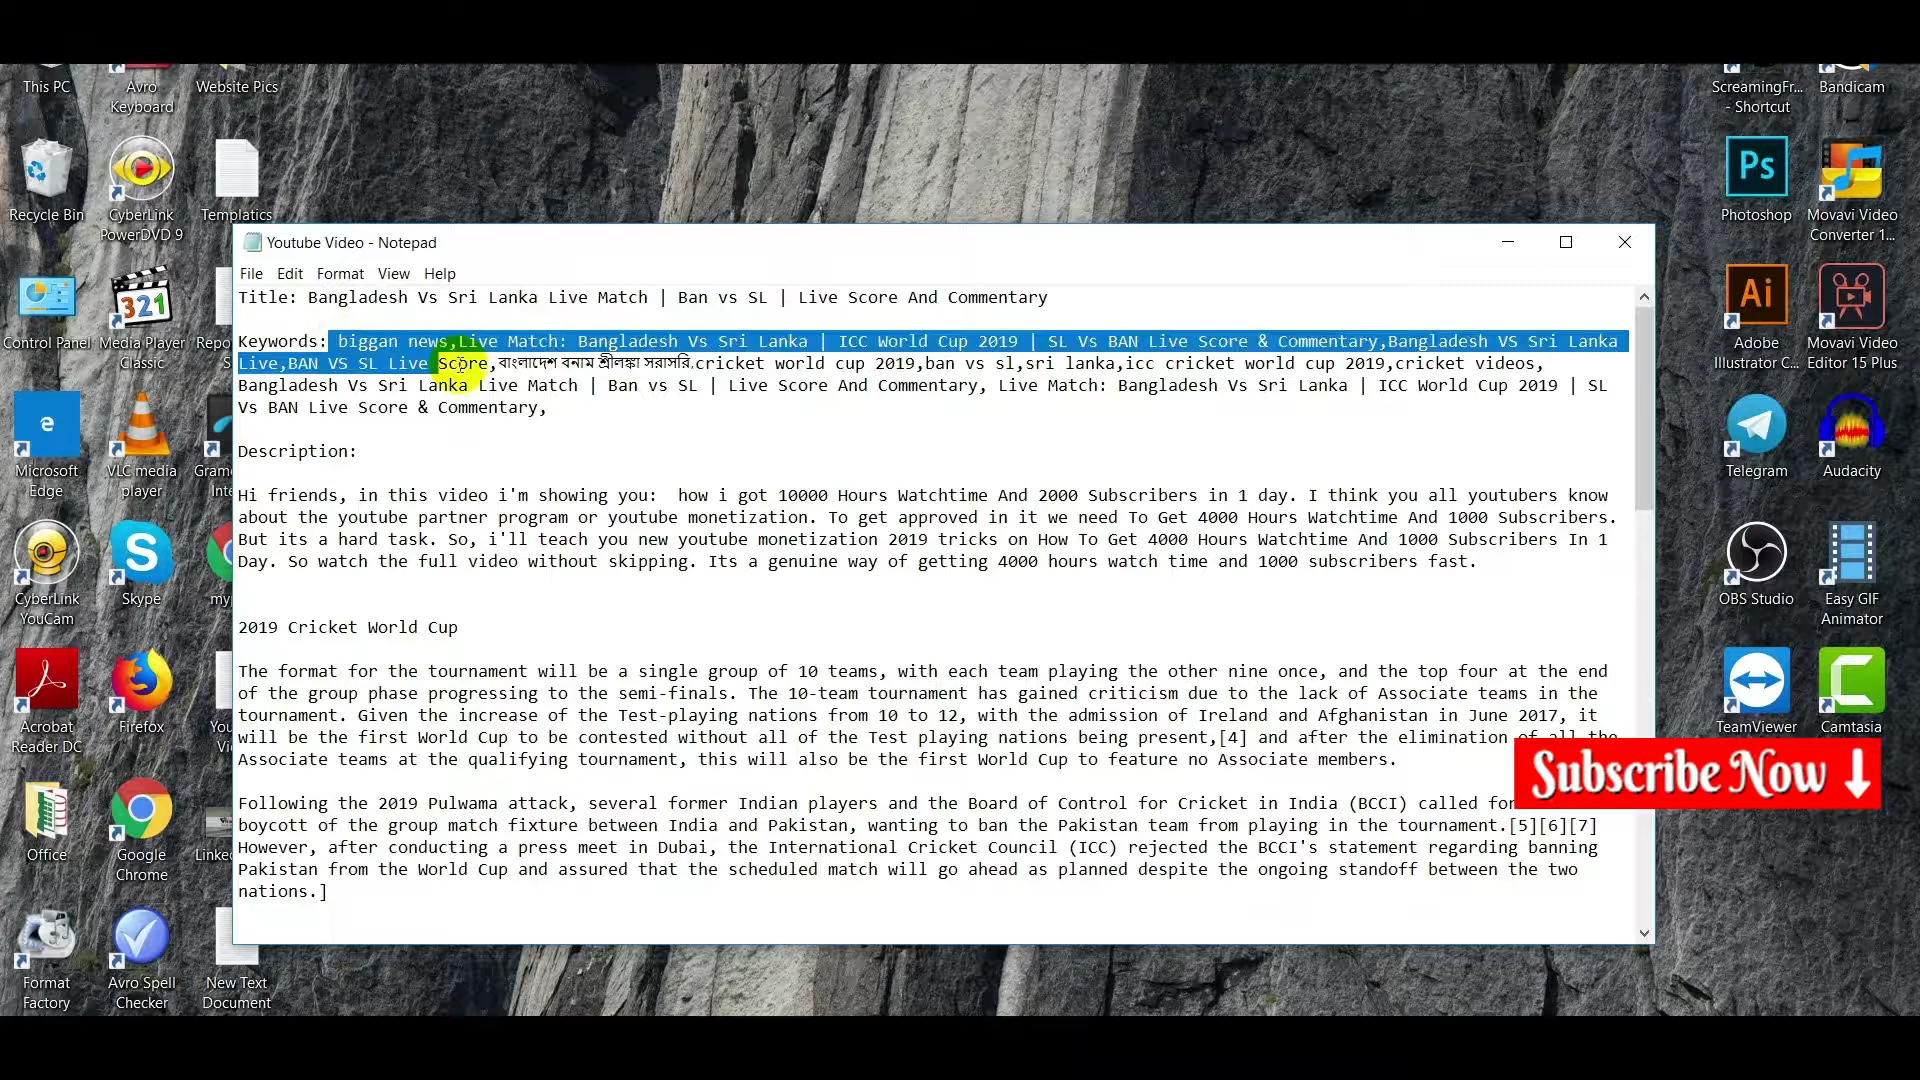 This PC
Avro
Keyboard
Website Pics
Recycle Bin
CyberLink
PowerDVD 9
Templatics
Control Panel
Media Player
Classic
Microsoft
Edge
VLC media
player
CyberLink
YouCam
Skype
Acrobat
Reader DC
Firefox
Office
Google
Chrome
Format
Factory
Avro Spell
Checker
New Text
Document
Youtube Video - Notepad
File Edit Format View Help
Title: Bangladesh Vs Sri Lanka Live Match | Ban vs SL | Live Score And Commentary
Keywords: biggan news,Live Match: Bangladesh Vs Sri Lanka | ICC World Cup 2019 | SL Vs BAN Live Score & Commentary,Bangladesh VS Sri Lanka
Live,BAN VS SL Live Score,বাংলাদেশ বনাম শ্রীলঙ্কা সরাসরি,cricket world cup 2019,ban vs sl,sri lanka,icc cricket world cup 2019,cricket videos,
Bangladesh Vs Sri Lanka Live Match | Ban vs SL | Live Score And Commentary, Live Match: Bangladesh Vs Sri Lanka | ICC World Cup 2019 | SL
Vs BAN Live Score & Commentary,
Description:
Hi friends, in this video i'm showing you:  how i got 10000 Hours Watchtime And 2000 Subscribers in 1 day. I think you all youtubers know
about the youtube partner program or youtube monetization. To get approved in it we need To Get 4000 Hours Watchtime And 1000 Subscribers.
But its a hard task. So, i'll teach you new youtube monetization 2019 tricks on How To Get 4000 Hours Watchtime And 1000 Subscribers In 1
Day. So watch the full video without skipping. Its a genuine way of getting 4000 hours watch time and 1000 subscribers fast.
2019 Cricket World Cup
The format for the tournament will be a single group of 10 teams, with each team playing the other nine once, and the top four at the end
of the group phase progressing to the semi-finals. The 10-team tournament has gained criticism due to the lack of Associate teams in the
tournament. Given the increase of the Test-playing nations from 10 to 12, with the admission of Ireland and Afghanistan in June 2017, it
will be the first World Cup to be contested without all of the Test playing nations being present,[4] and after the elimination of all the
Associate teams at the qualifying tournament, this will also be the first World Cup to feature no Associate members.
Following the 2019 Pulwama attack, several former Indian players and the Board of Control for Cricket in India (BCCI) called for
boycott of the group match fixture between India and Pakistan, wanting to ban the Pakistan team from playing in the tournament.[5][6][7]
However, after conducting a press meet in Dubai, the International Cricket Council (ICC) rejected the BCCI's statement regarding banning
Pakistan from the World Cup and assured that the scheduled match will go ahead as planned despite the ongoing standoff between the two
nations.]
ScreamingFr...
- Shortcut
Bandicam
Ps
Photoshop
Movavi Video
Converter 1...
Ai
Adobe
Illustrator C...
Movavi Video
Editor 15 Plus
Telegram
Audacity
OBS Studio
Easy GIF
Animator
TeamViewer
Camtasia
Subscribe Now